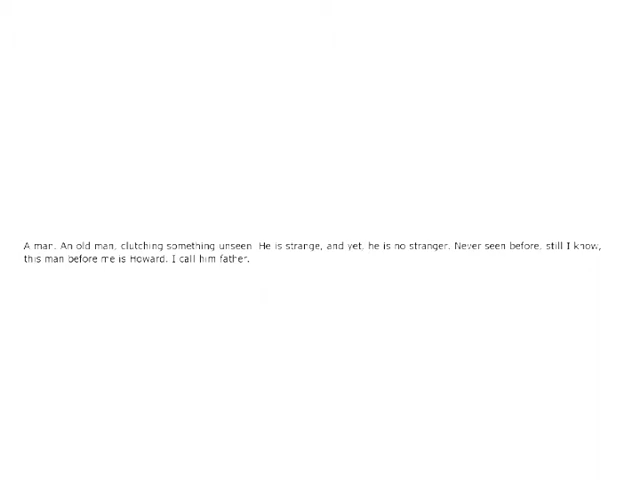 A man. An old man, clutching something unseen. He is strange, and yet, he is no stranger. Never seen before, still I know,
this man before me is Howard. I call him father.